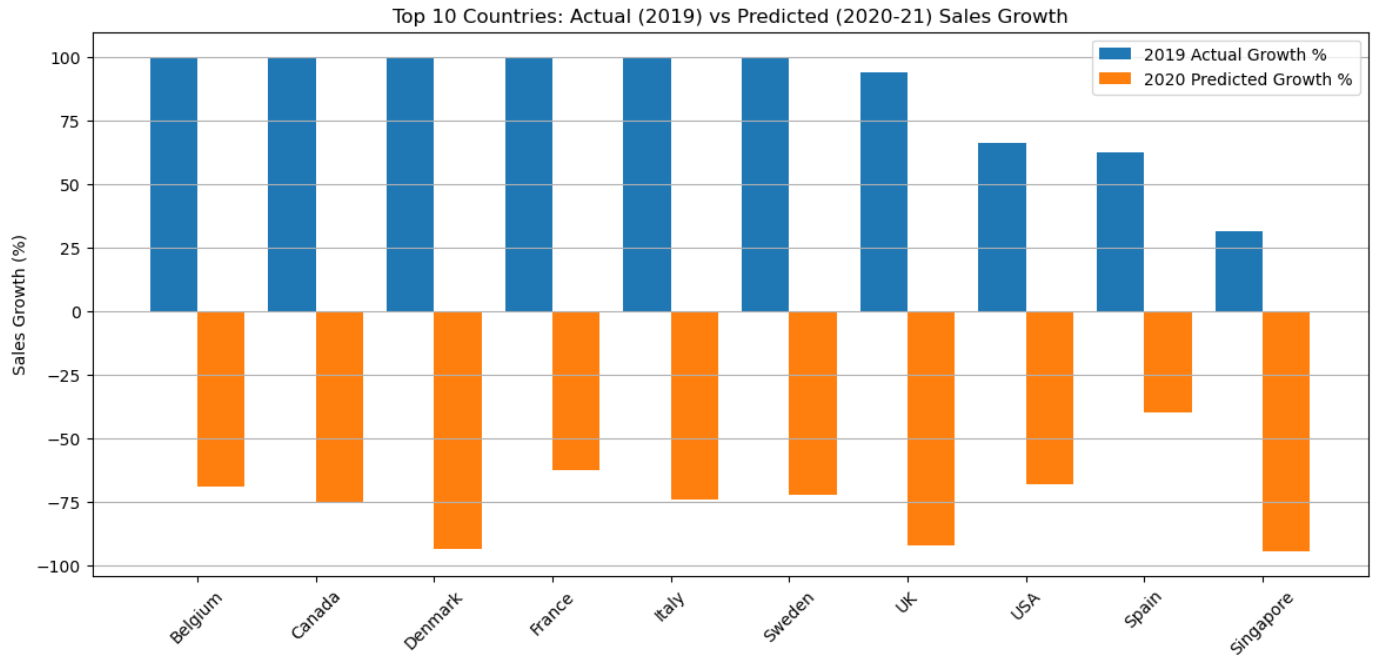 Top 10 Countries: Actual (2019) vs Predicted (2020-21) Sales Growth
2019 Actual Growth %
2020 Predicted Growth %
Sales Growth (%)
100
75
50
25
0
−25
−50
−75
−100
Belgium
Canada
Denmark
France
Italy
Sweden
UK
USA
Spain
Singapore